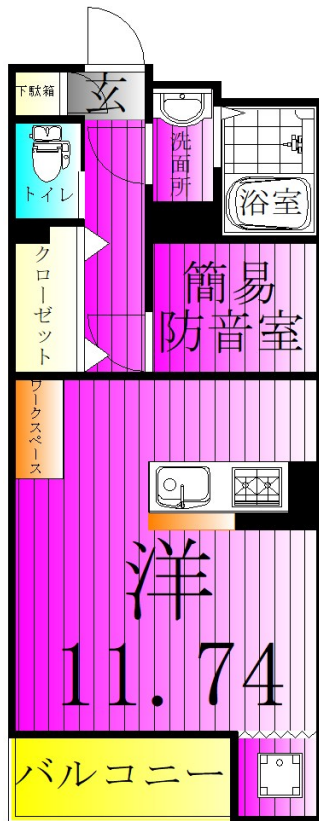 下駄箱
玄
トイレ
洗面所
浴室
クローゼット
簡易
防音室
ワークスペース
洋
11.74
バルコニー